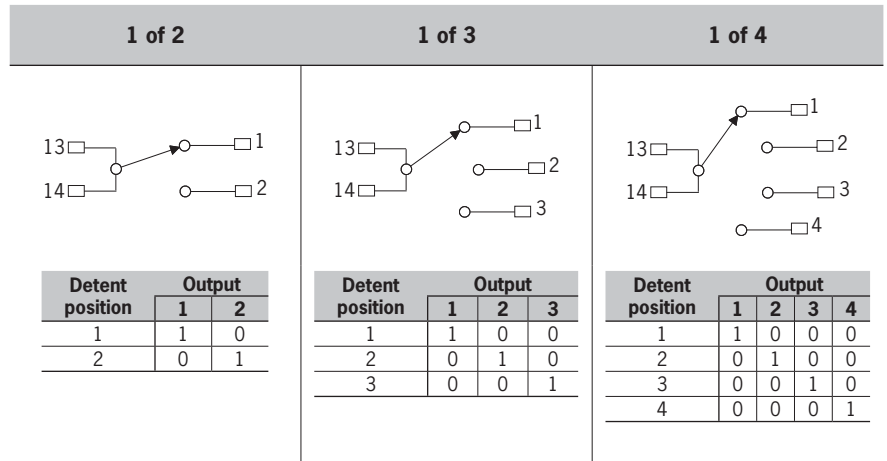 1 of 2
1 of 3
1 of 4
13
14
1
2
13
14
1
2
3
13
14
1
2
3
4
Detent position Output
1 2
1 1 0
2 0 1
Detent position Output
1 2 3
1 1 0 0
2 0 1 0
3 0 0 1
Detent position Output
1 2 3 4
1 1 0 0 0
2 0 1 0 0
3 0 0 1 0
4 0 0 0 1